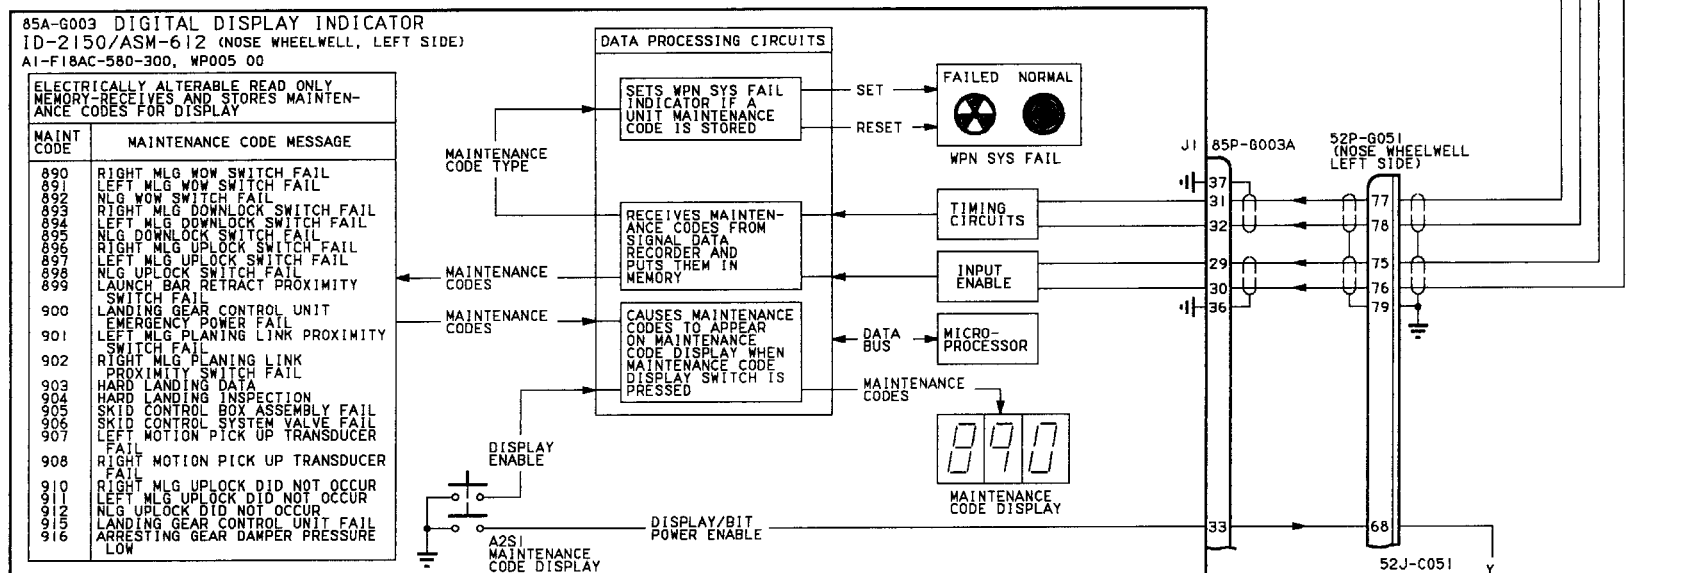 85A-G003 DIGITAL DISPLAY INDICATOR
ID-2150/ASM-612 (NOSE WHEELWELL, LEFT SIDE)
A1-F18AC-580-300, WP005 00
ELECTRICALLY ALTERABLE READ ONLY
MEMORY-RECEIVES AND STORES MAINTEN-
ANCE CODES FOR DISPLAY
MAINT
CODE
MAINTENANCE CODE MESSAGE
890 RIGHT MLG WOW SWITCH FAIL
891 LEFT MLG WOW SWITCH FAIL
892 NLG WOW SWITCH FAIL
893 RIGHT MLG DOWNLOCK SWITCH FAIL
894 LEFT MLG DOWNLOCK SWITCH FAIL
895 NLG DOWNLOCK SWITCH FAIL
896 RIGHT MLG UPLOCK SWITCH FAIL
897 LEFT MLG UPLOCK SWITCH FAIL
898 NLG UPLOCK SWITCH FAIL
899 LAUNCH BAR RETRACT PROXIMITY
SWITCH FAIL
900 LANDING GEAR CONTROL UNIT
EMERGENCY POWER FAIL
901 LEFT MLG PLANING LINK PROXIMITY
SWITCH FAIL
902 RIGHT MLG PLANING LINK
PROXIMITY SWITCH FAIL
903 HARD LANDING DATA
904 HARD LANDING INSPECTION
905 SKID CONTROL BOX ASSEMBLY FAIL
906 SKID CONTROL SYSTEM VALVE FAIL
907 LEFT MOTION PICK UP TRANSDUCER
FAIL
908 RIGHT MOTION PICK UP TRANSDUCER
FAIL
910 RIGHT MLG UPLOCK DID NOT OCCUR
911 LEFT MLG UPLOCK DID NOT OCCUR
912 NLG UPLOCK DID NOT OCCUR
915 LANDING GEAR CONTROL UNIT FAIL
916 ARRESTING GEAR DAMPER PRESSURE
LOW
MAINTENANCE
CODE TYPE
MAINTENANCE
CODES
MAINTENANCE
CODES
DISPLAY
ENABLE
A2S1
MAINTENANCE
CODE DISPLAY
DATA PROCESSING CIRCUITS
SETS WPN SYS FAIL
INDICATOR IF A
UNIT MAINTENANCE
CODE IS STORED
RECEIVES MAINTEN-
ANCE CODES FROM
SIGNAL DATA
RECORDER AND
PUTS THEM IN
MEMORY
CAUSES MAINTENANCE
CODES TO APPEAR
ON MAINTENANCE
CODE DISPLAY WHEN
MAINTENANCE CODE
DISPLAY SWITCH IS
PRESSED
DISPLAY/BIT
POWER ENABLE
SET
RESET
FAILED NORMAL
WPN SYS FAIL
TIMING
CIRCUITS
INPUT
ENABLE
DATA
BUS
MICRO-
PROCESSOR
MAINTENANCE
CODES
890
MAINTENANCE
CODE DISPLAY
J1 85P-G003A
37
31
32
29
30
36
33
52P-G051
(NOSE WHEELWELL
LEFT SIDE)
77
78
75
76
79
68
52J-C051
Y